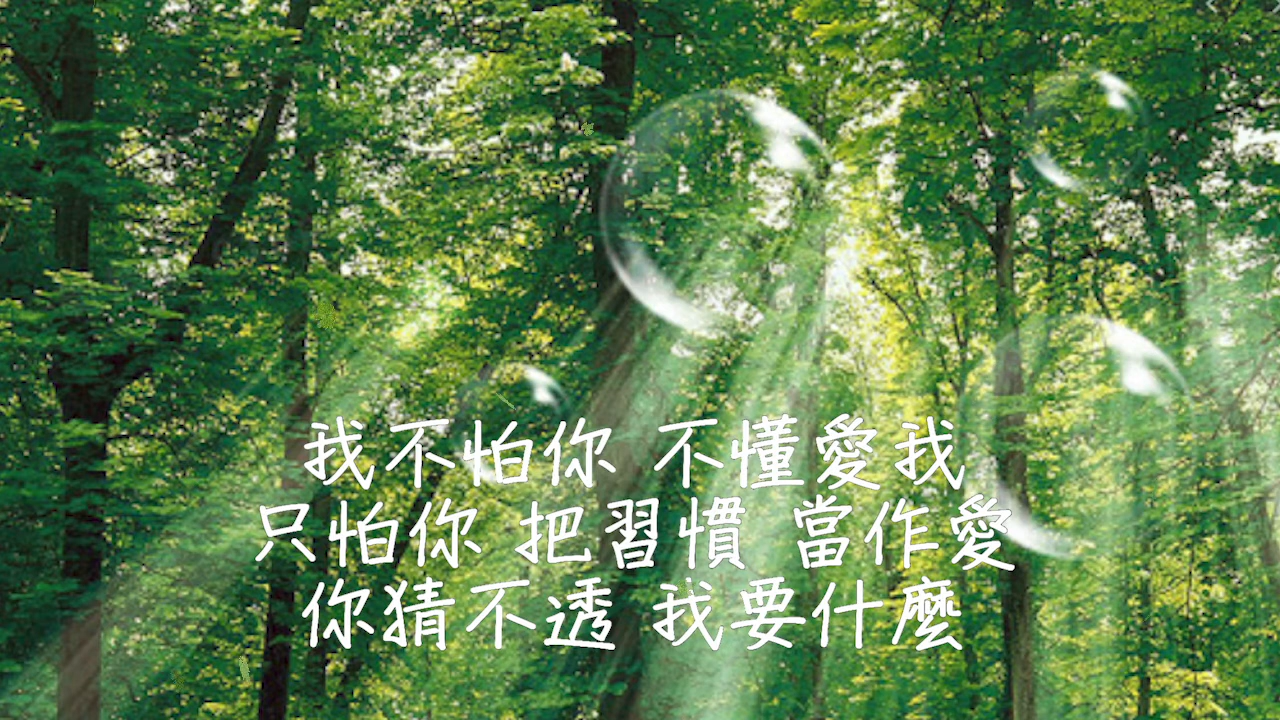 我不怕你 不懂愛我
只怕你 把習慣 當作愛
你猜不透 我要什麼